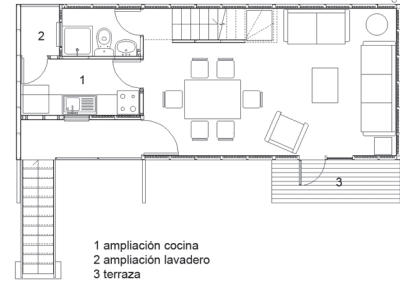 2
1
3
1 ampliación cocina
2 ampliación lavadero
3 terraza